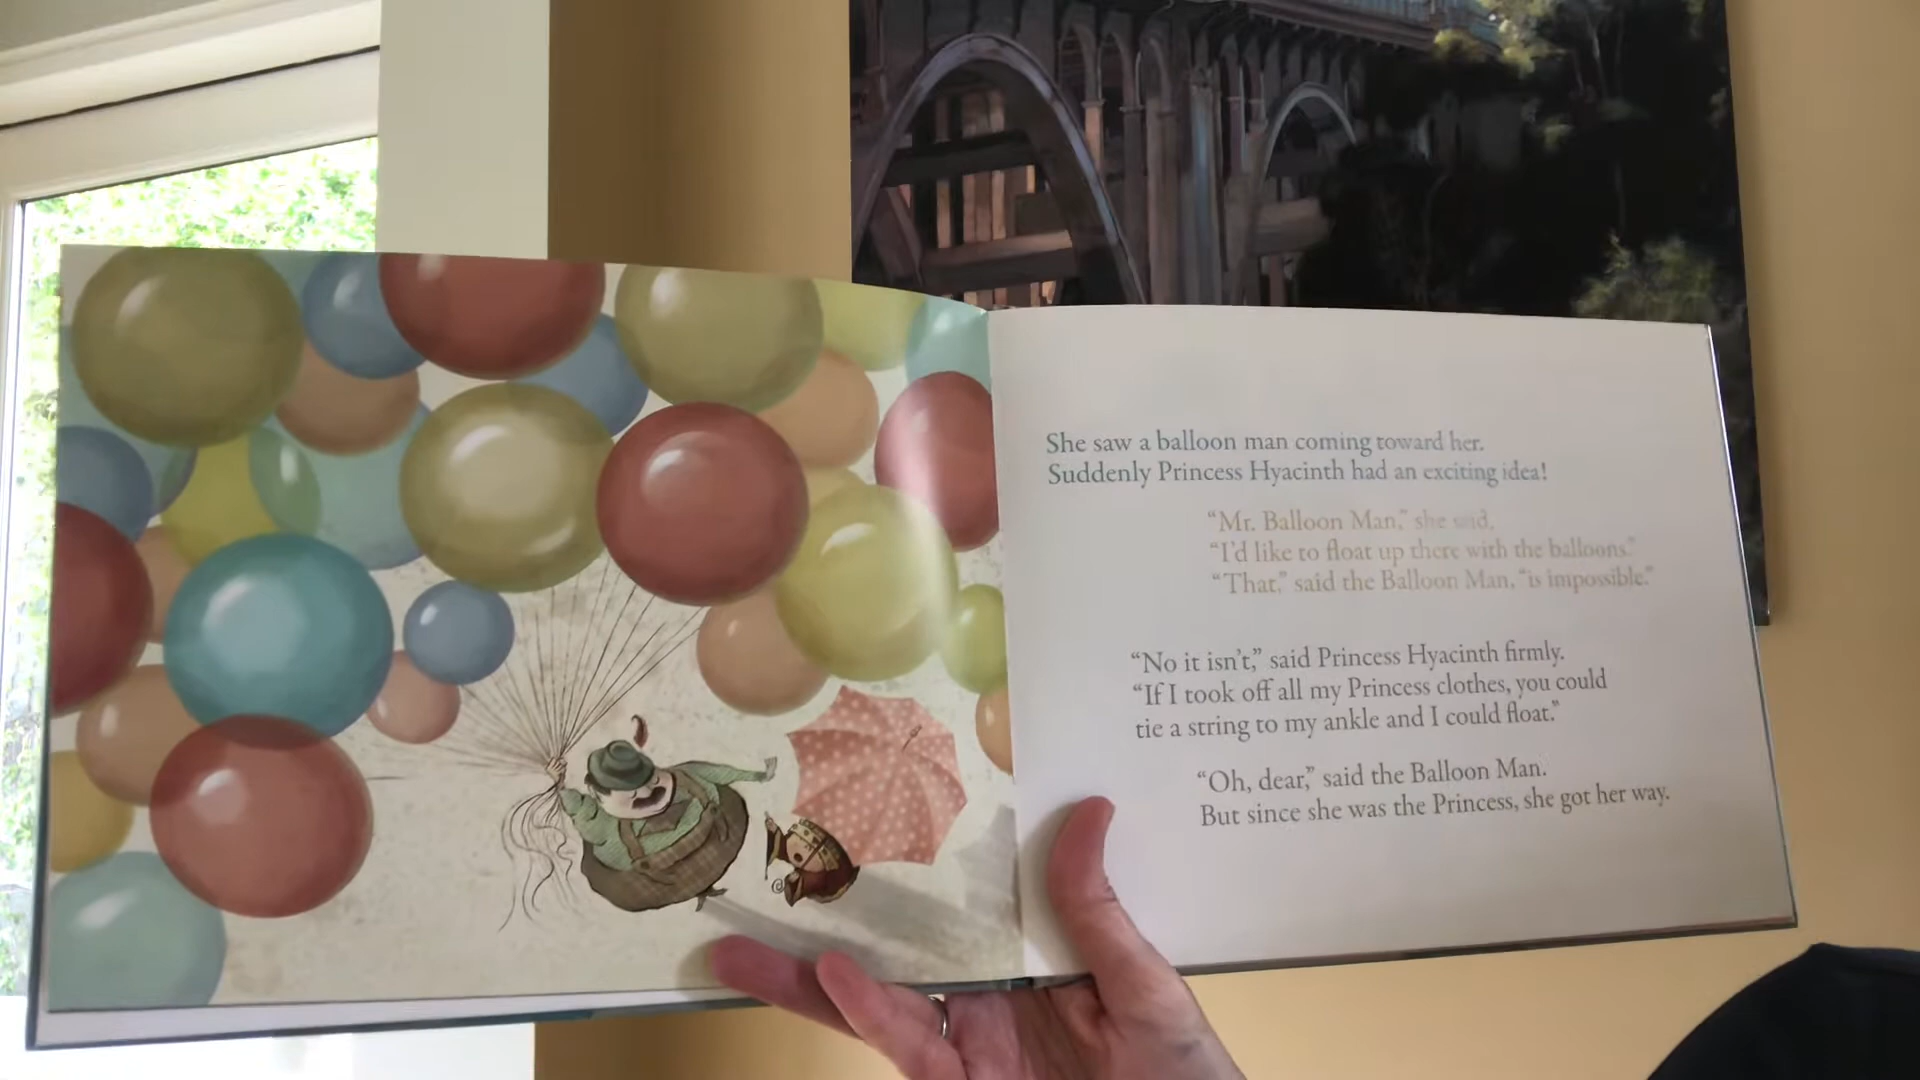 She saw a balloon man coming toward her.
Suddenly Princess Hyacinth had an exciting idea!
“Mr. Balloon Man,” she said,
“I’d like to float up there with the balloons.”
“That,” said the Balloon Man, “is impossible.”
“No it isn’t,” said Princess Hyacinth firmly.
“If I took off all my Princess clothes, you could
tie a string to my ankle and I could float.”
“Oh, dear,” said the Balloon Man.
But since she was the Princess, she got her way.